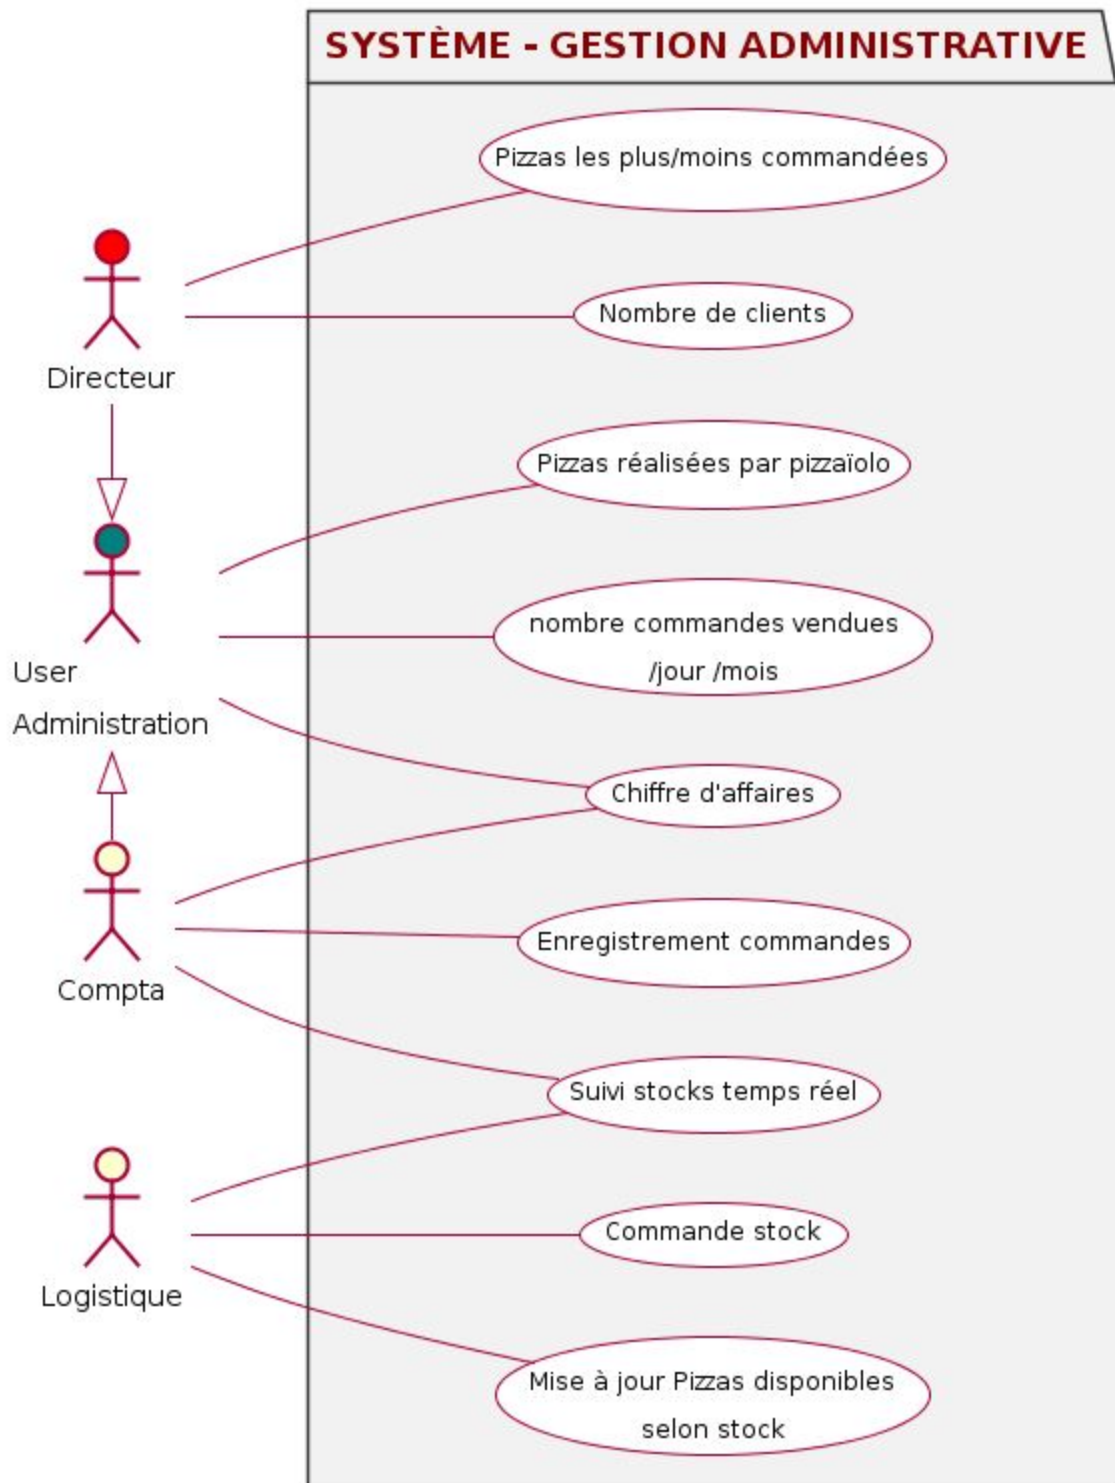 SYSTÈME - GESTION ADMINISTRATIVE
Pizzas les plus/moins commandées
Nombre de clients
Directeur
Pizzas réalisées par pizzaïolo
nombre commandes vendues
/jour /mois
User
Administration
Chiffre d'affaires
Enregistrement commandes
Compta
Suivi stocks temps réel
Commande stock
Logistique
Mise à jour Pizzas disponibles
selon stock